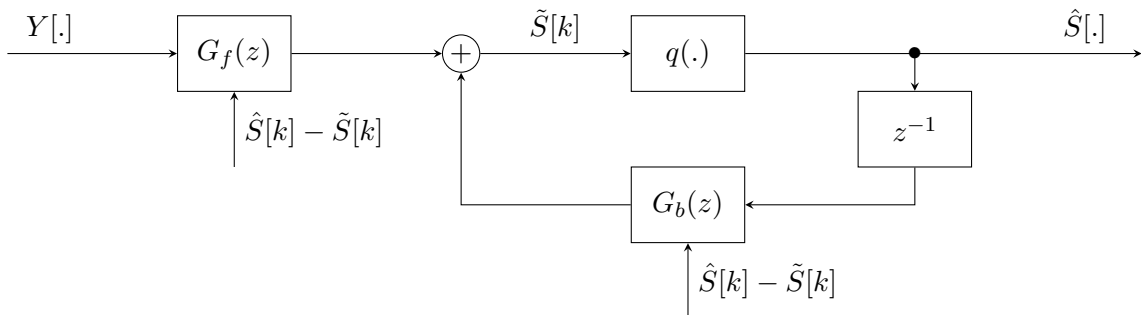 Y[.]
G_f(z)
+
S̃[k]
q(.)
Ŝ[.]
Ŝ[k] − S̃[k]
z^{−1}
G_b(z)
Ŝ[k] − S̃[k]